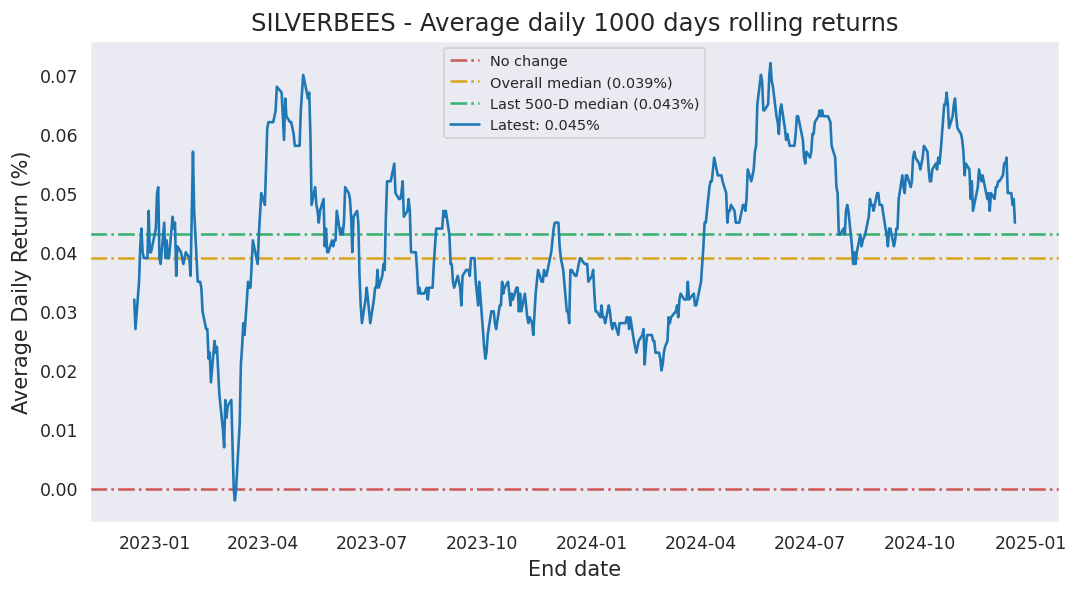 SILVERBEES - Average daily 1000 days rolling returns
No change
Overall median (0.039%)
Last 500-D median (0.043%)
Latest: 0.045%
Average Daily Return (%)
0.07
0.06
0.05
0.04
0.03
0.02
0.01
0.00
2023-01 2023-04 2023-07 2023-10 2024-01 2024-04 2024-07 2024-10 2025-01
End date